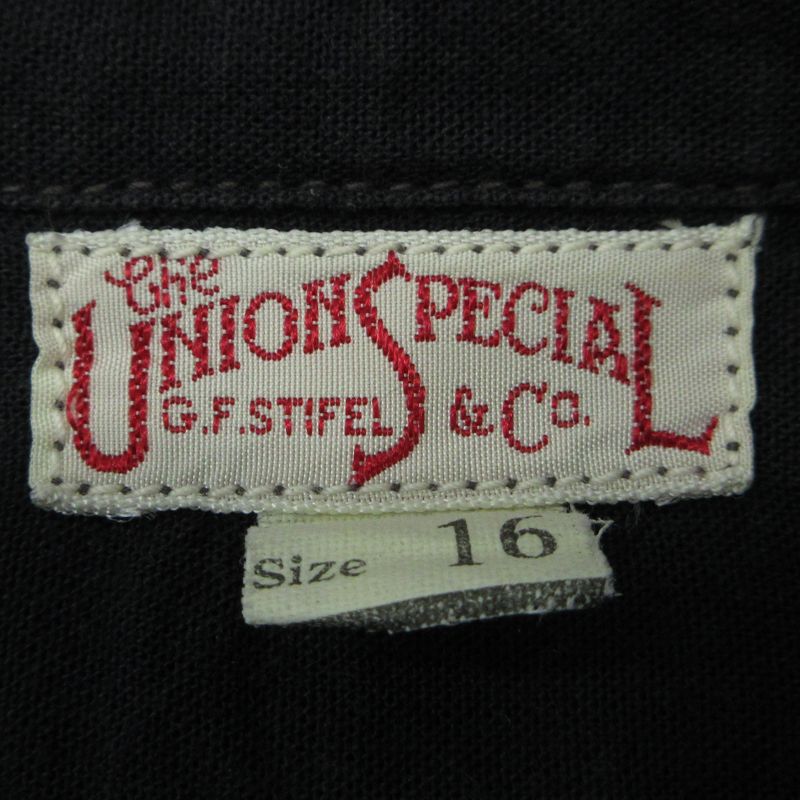 The
UNION SPECIAL
G.F. STIFEL & Co.
Size 16